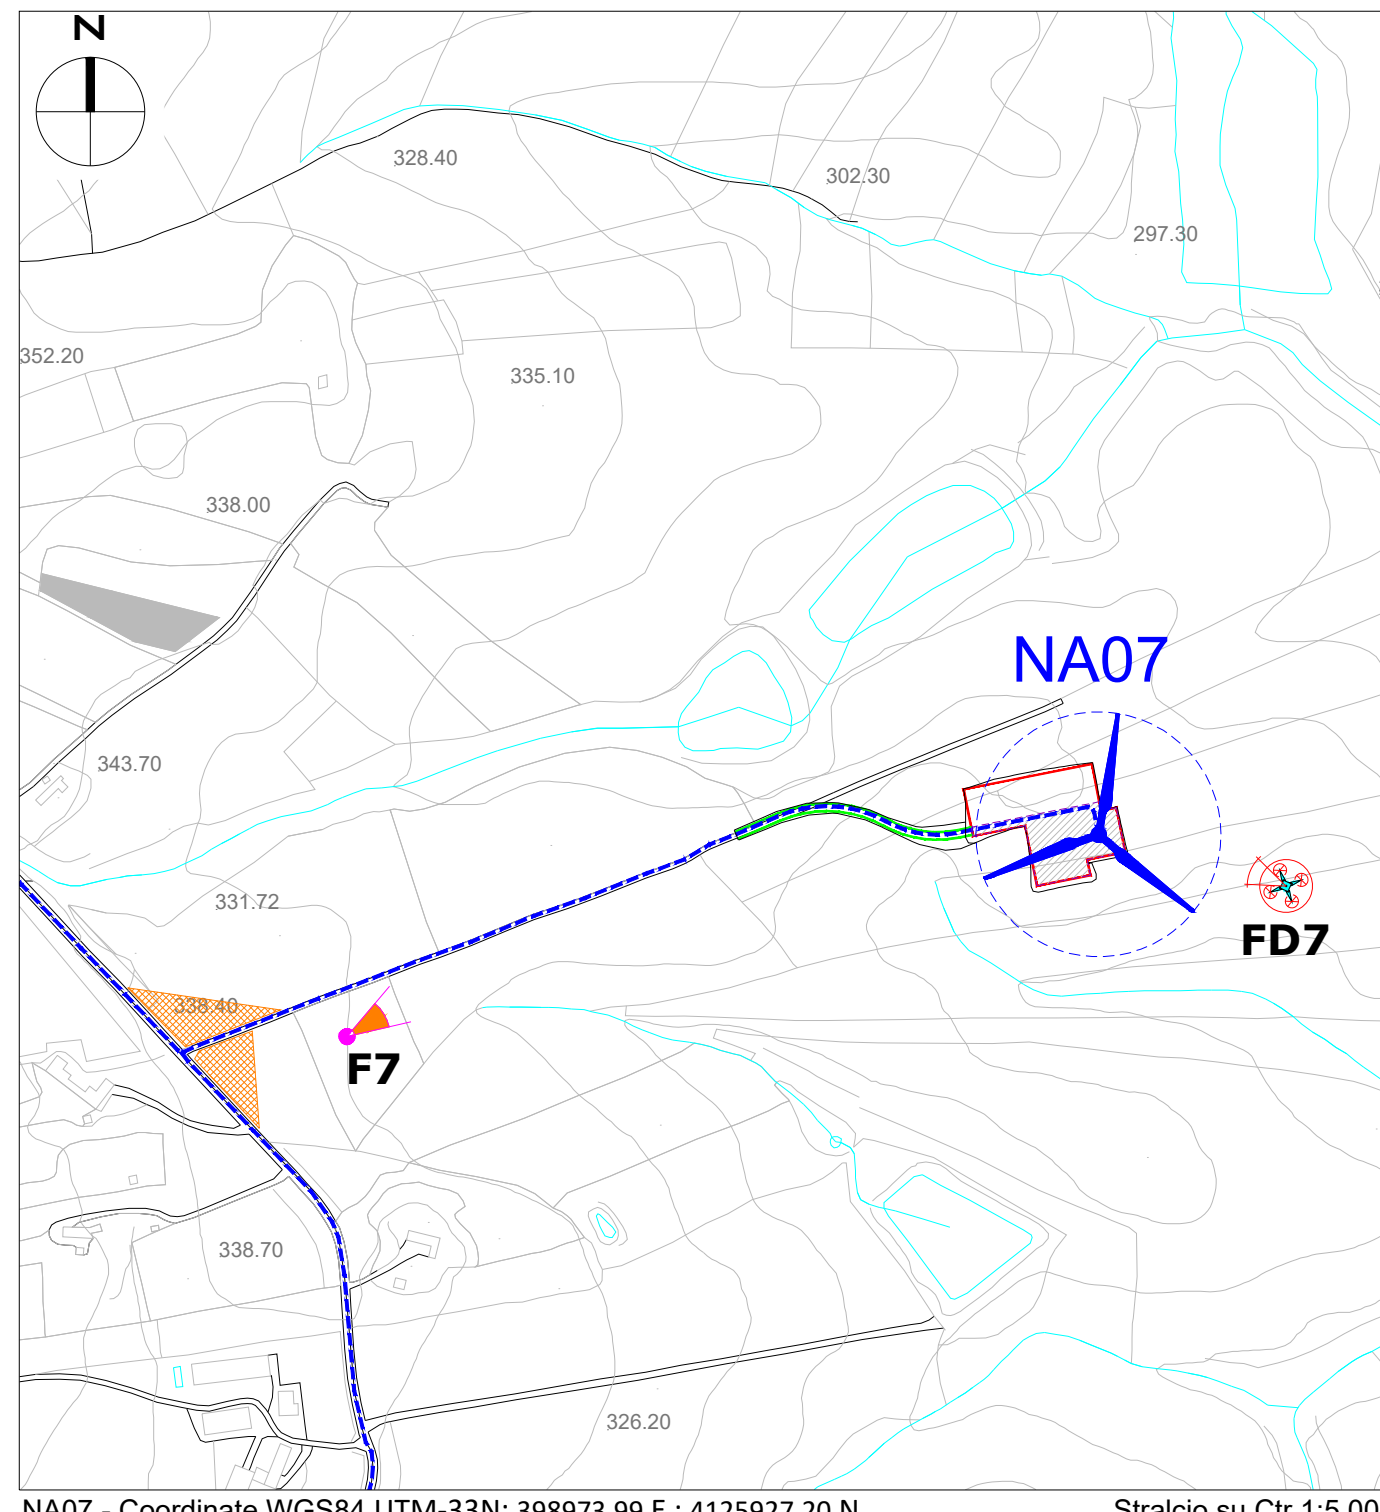 N
328.40
302.30
297.30
352.20
335.10
338.00
NA07
343.70
331.72
FD7
338.40
F7
338.70
326.20
NA07 - Coordinate WGS84 UTM-33N: 398973.99 E ; 4125927.20 N
Stralcio su Ctr 1:5.00